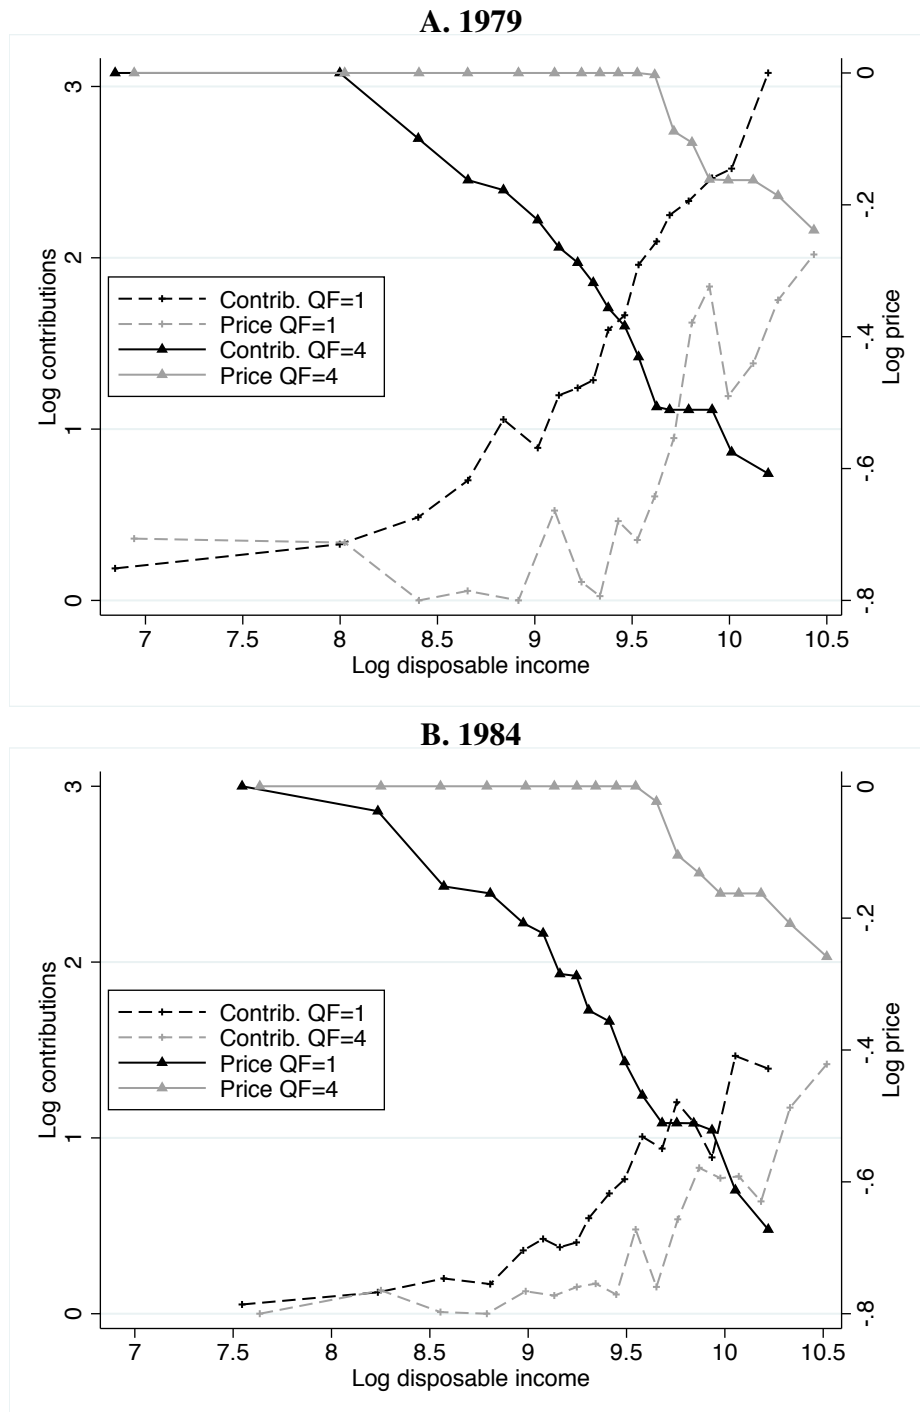 A. 1979
3
2
1
0
Log contributions
0
-.2
-.4
-.6
-.8
Log price
Contrib. QF=1
Price QF=1
Contrib. QF=4
Price QF=4
7 7.5 8 8.5 9 9.5 10 10.5
Log disposable income
B. 1984
3
2
1
0
Log contributions
0
-.2
-.4
-.6
-.8
Log price
Contrib. QF=1
Contrib. QF=4
Price QF=1
Price QF=4
7 7.5 8 8.5 9 9.5 10 10.5
Log disposable income